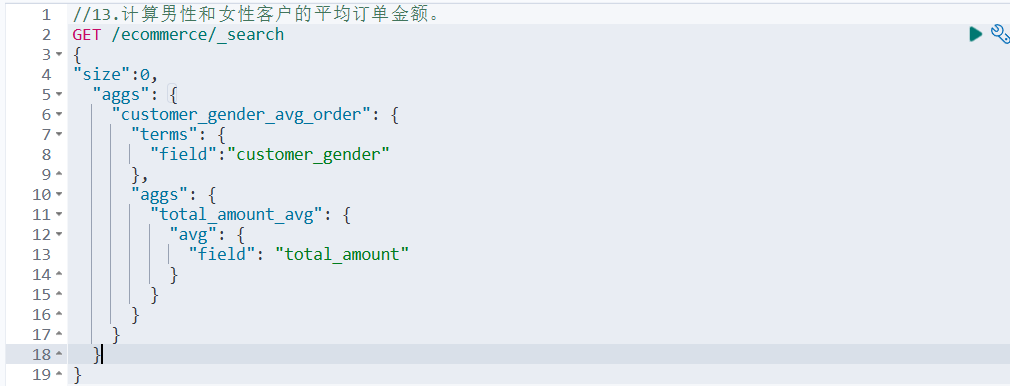 1 //13.计算男性和女性客户的平均订单金额。
2 GET /ecommerce/_search
3 {
4 "size":0,
5 "aggs": {
6 "customer_gender_avg_order": {
7 "terms": {
8 "field":"customer_gender"
9 },
10 "aggs": {
11 "total_amount_avg": {
12 "avg": {
13 "field": "total_amount"
14 }
15 }
16 }
17 }
18 }
19 }